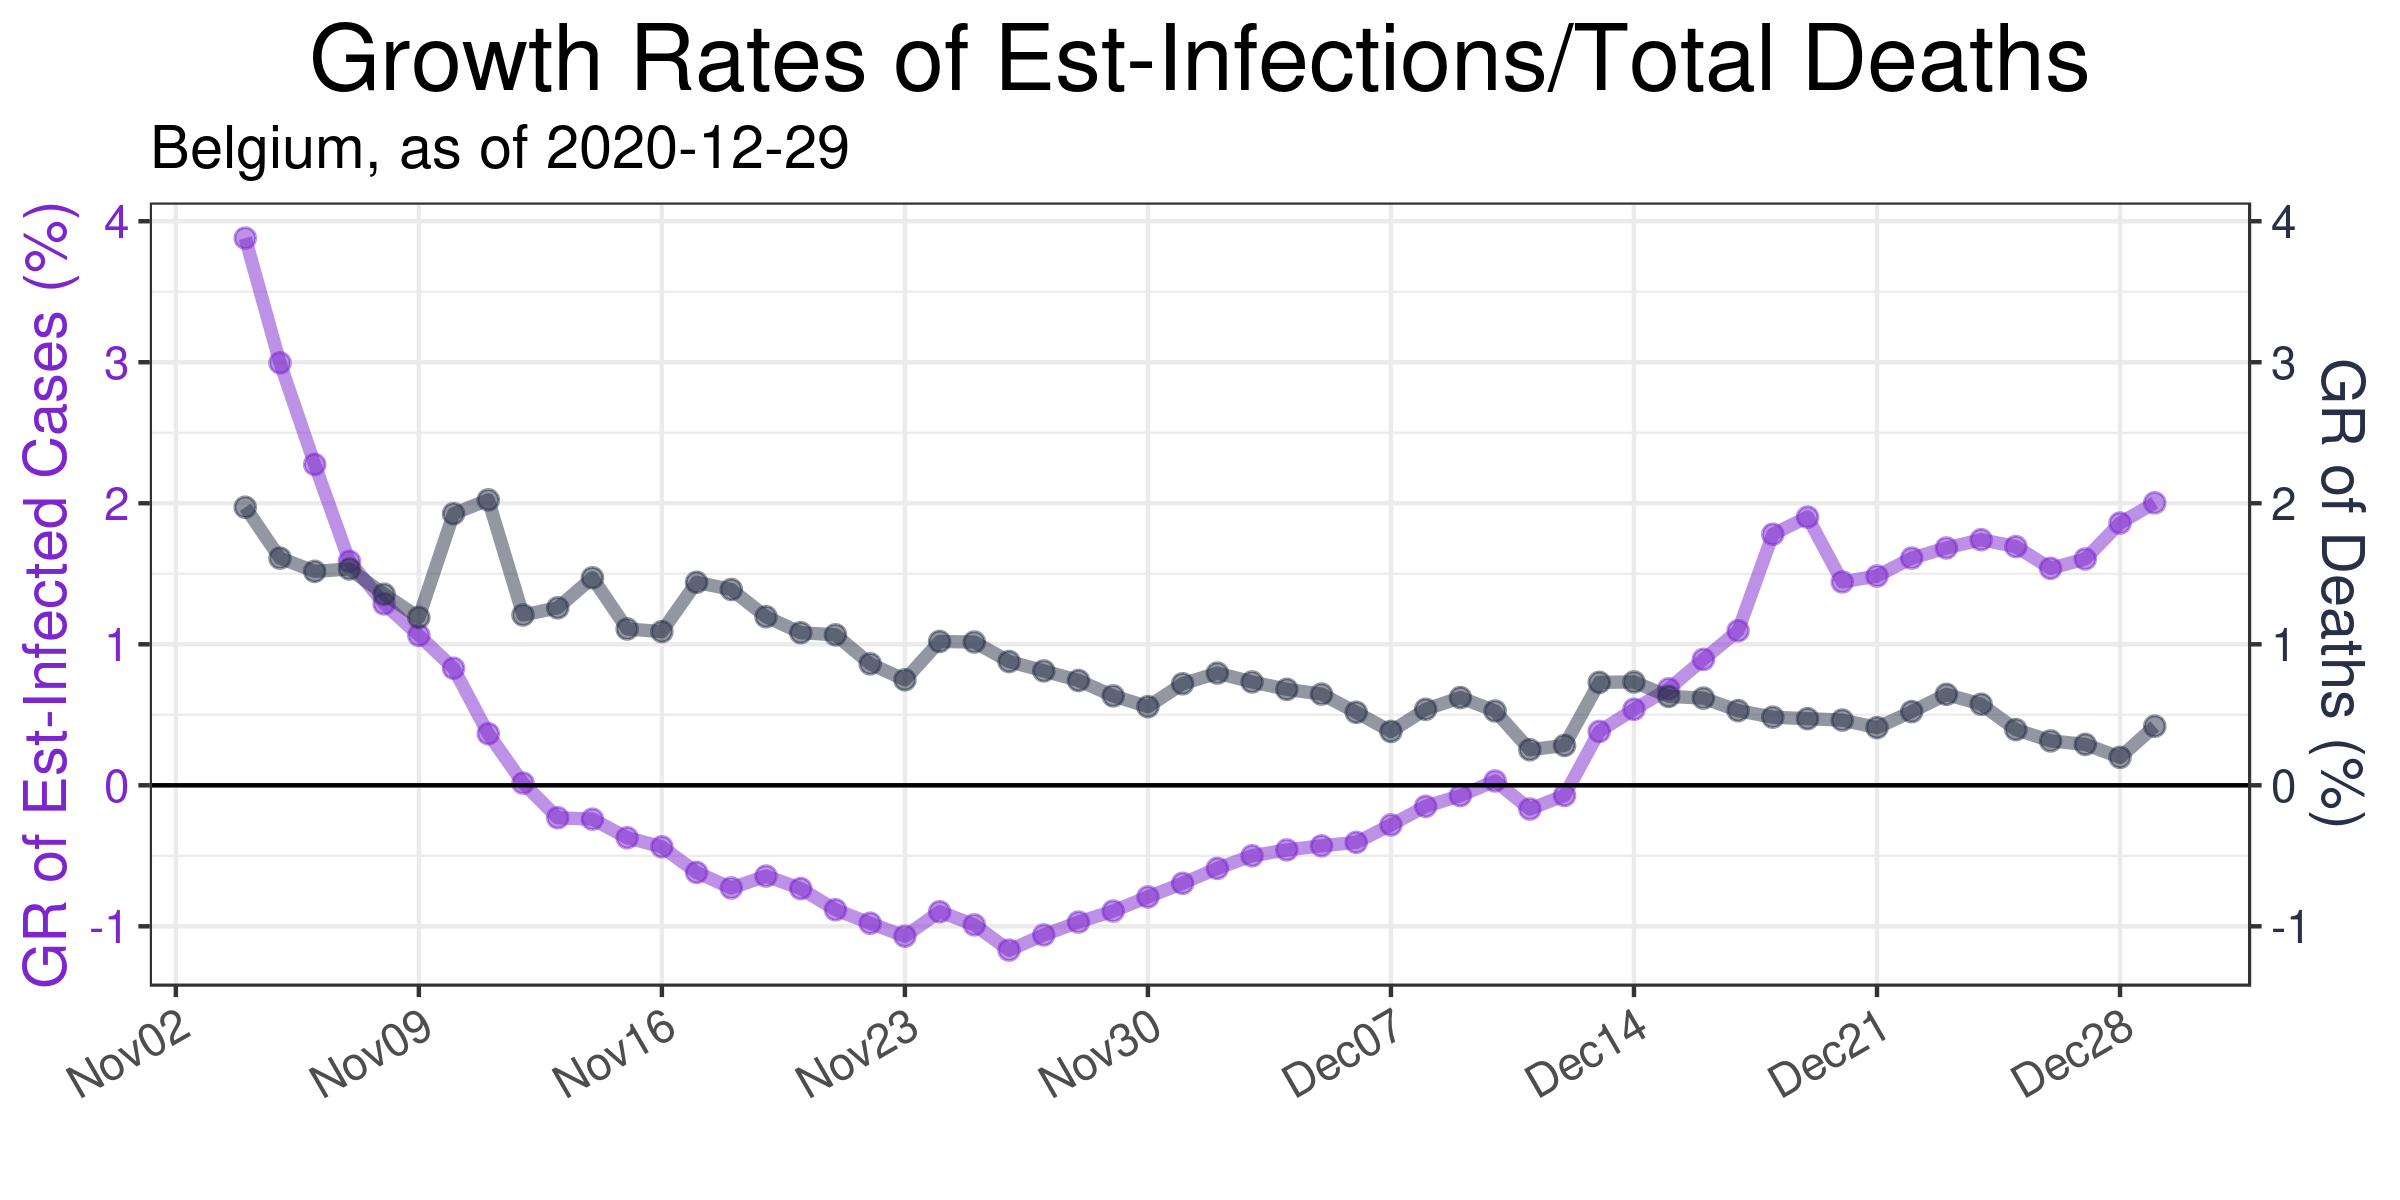 Growth Rates of Est-Infections/Total Deaths
Belgium, as of 2020-12-29
GR of Est-Infected Cases (%)
4
3
2
1
0
-1
4
3
2
1
0
-1
GR of Deaths (%)
Nov02
Nov09
Nov16
Nov23
Nov30
Dec07
Dec14
Dec21
Dec28